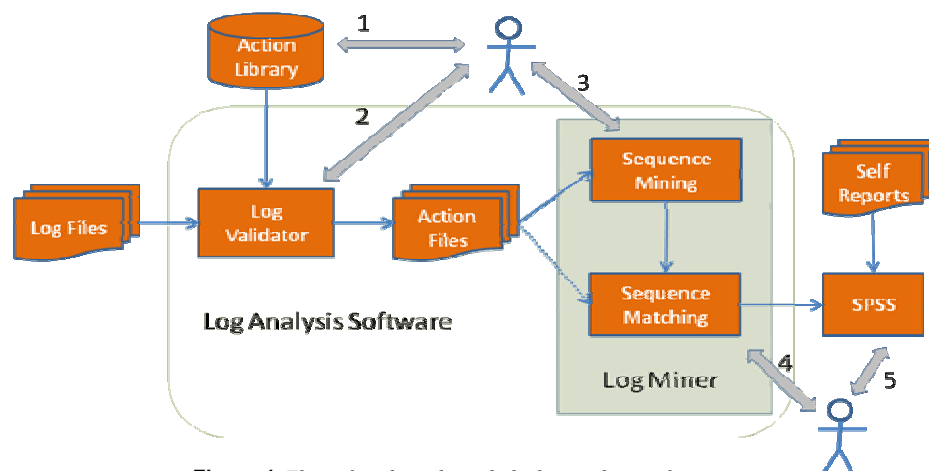 1
Action
Library
2
3
Sequence
Mining
Self
Reports
Log Files
Log
Validator
Action
Files
Sequence
Matching
SPSS
Log Analysis Software
Log Miner
4
5